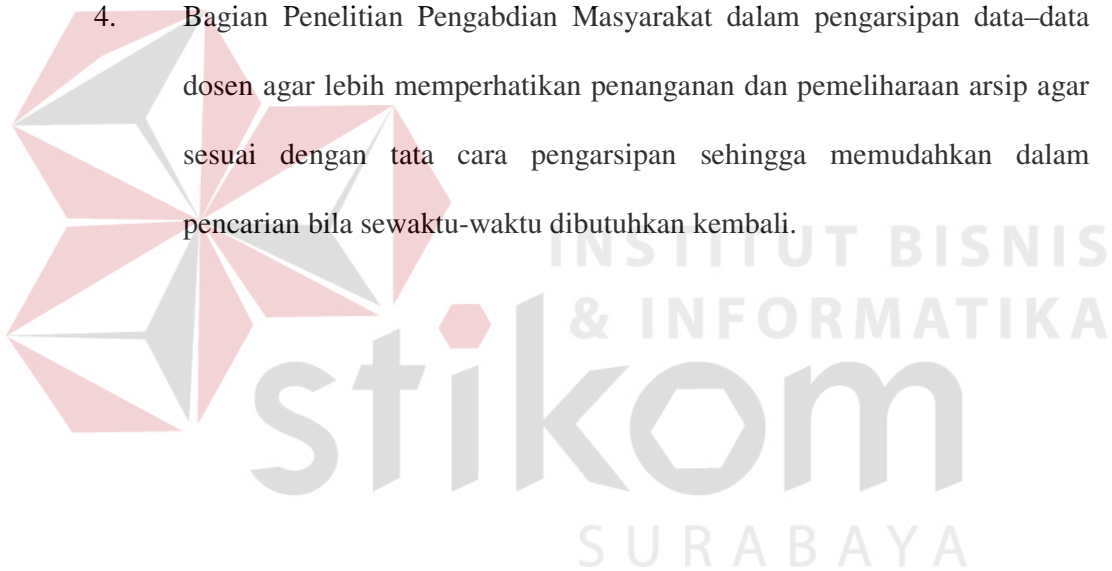 4. Bagian Penelitian Pengabdian Masyarakat dalam pengarsipan data–data
dosen agar lebih memperhatikan penanganan dan pemeliharaan arsip agar
sesuai dengan tata cara pengarsipan sehingga memudahkan dalam
pencarian bila sewaktu-waktu dibutuhkan kembali.
INSTITUT BISNIS
& INFORMATIKA
stikom
SURABAYA